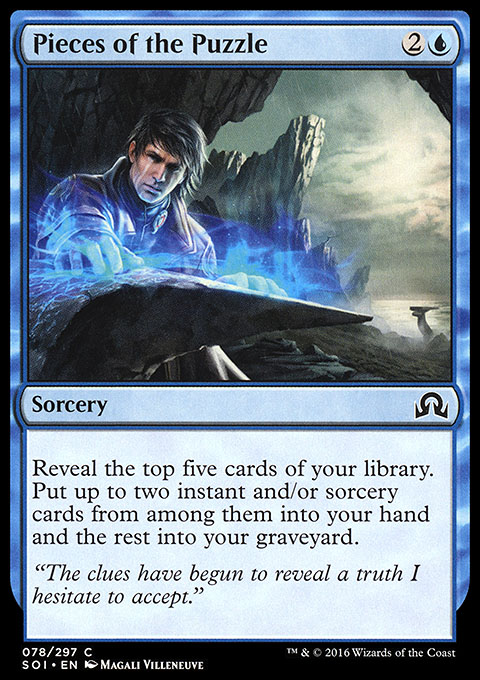 Pieces of the Puzzle 2
Sorcery
Reveal the top five cards of your library.
Put up to two instant and/or sorcery
cards from among them into your hand
and the rest into your graveyard.
“The clues have begun to reveal a truth I
hesitate to accept.”
078/297 C
SOI • EN Magali Villeneuve
™ & © 2016 Wizards of the Coast